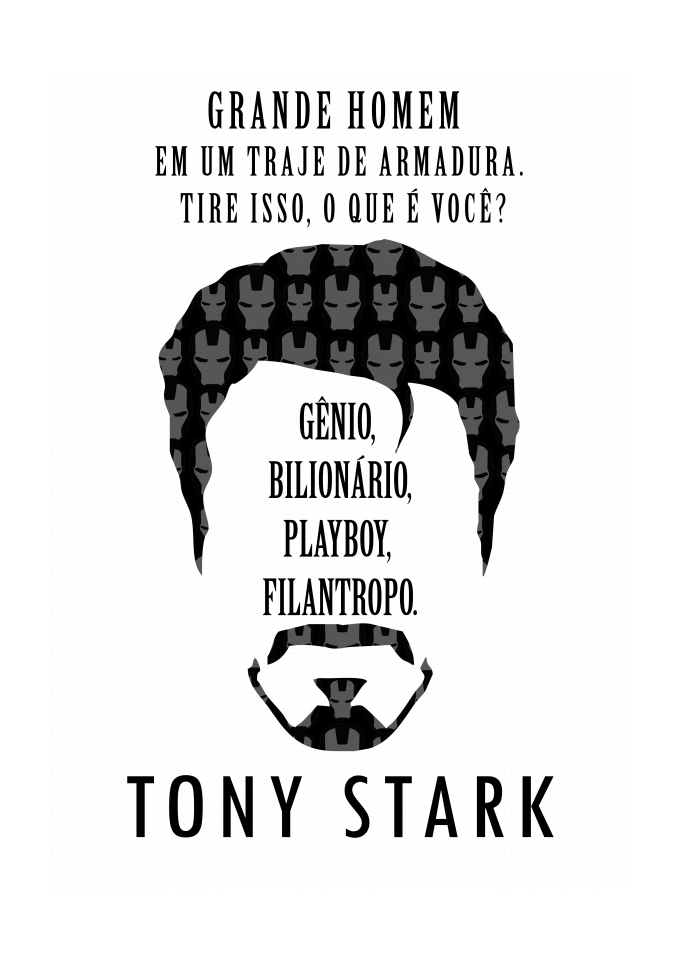 GRANDE HOMEM
EM UM TRAJE DE ARMADURA.
TIRE ISSO, O QUE É VOCÊ?
GÊNIO,
BILIONÁRIO,
PLAYBOY,
FILANTROPO.
TONY STARK